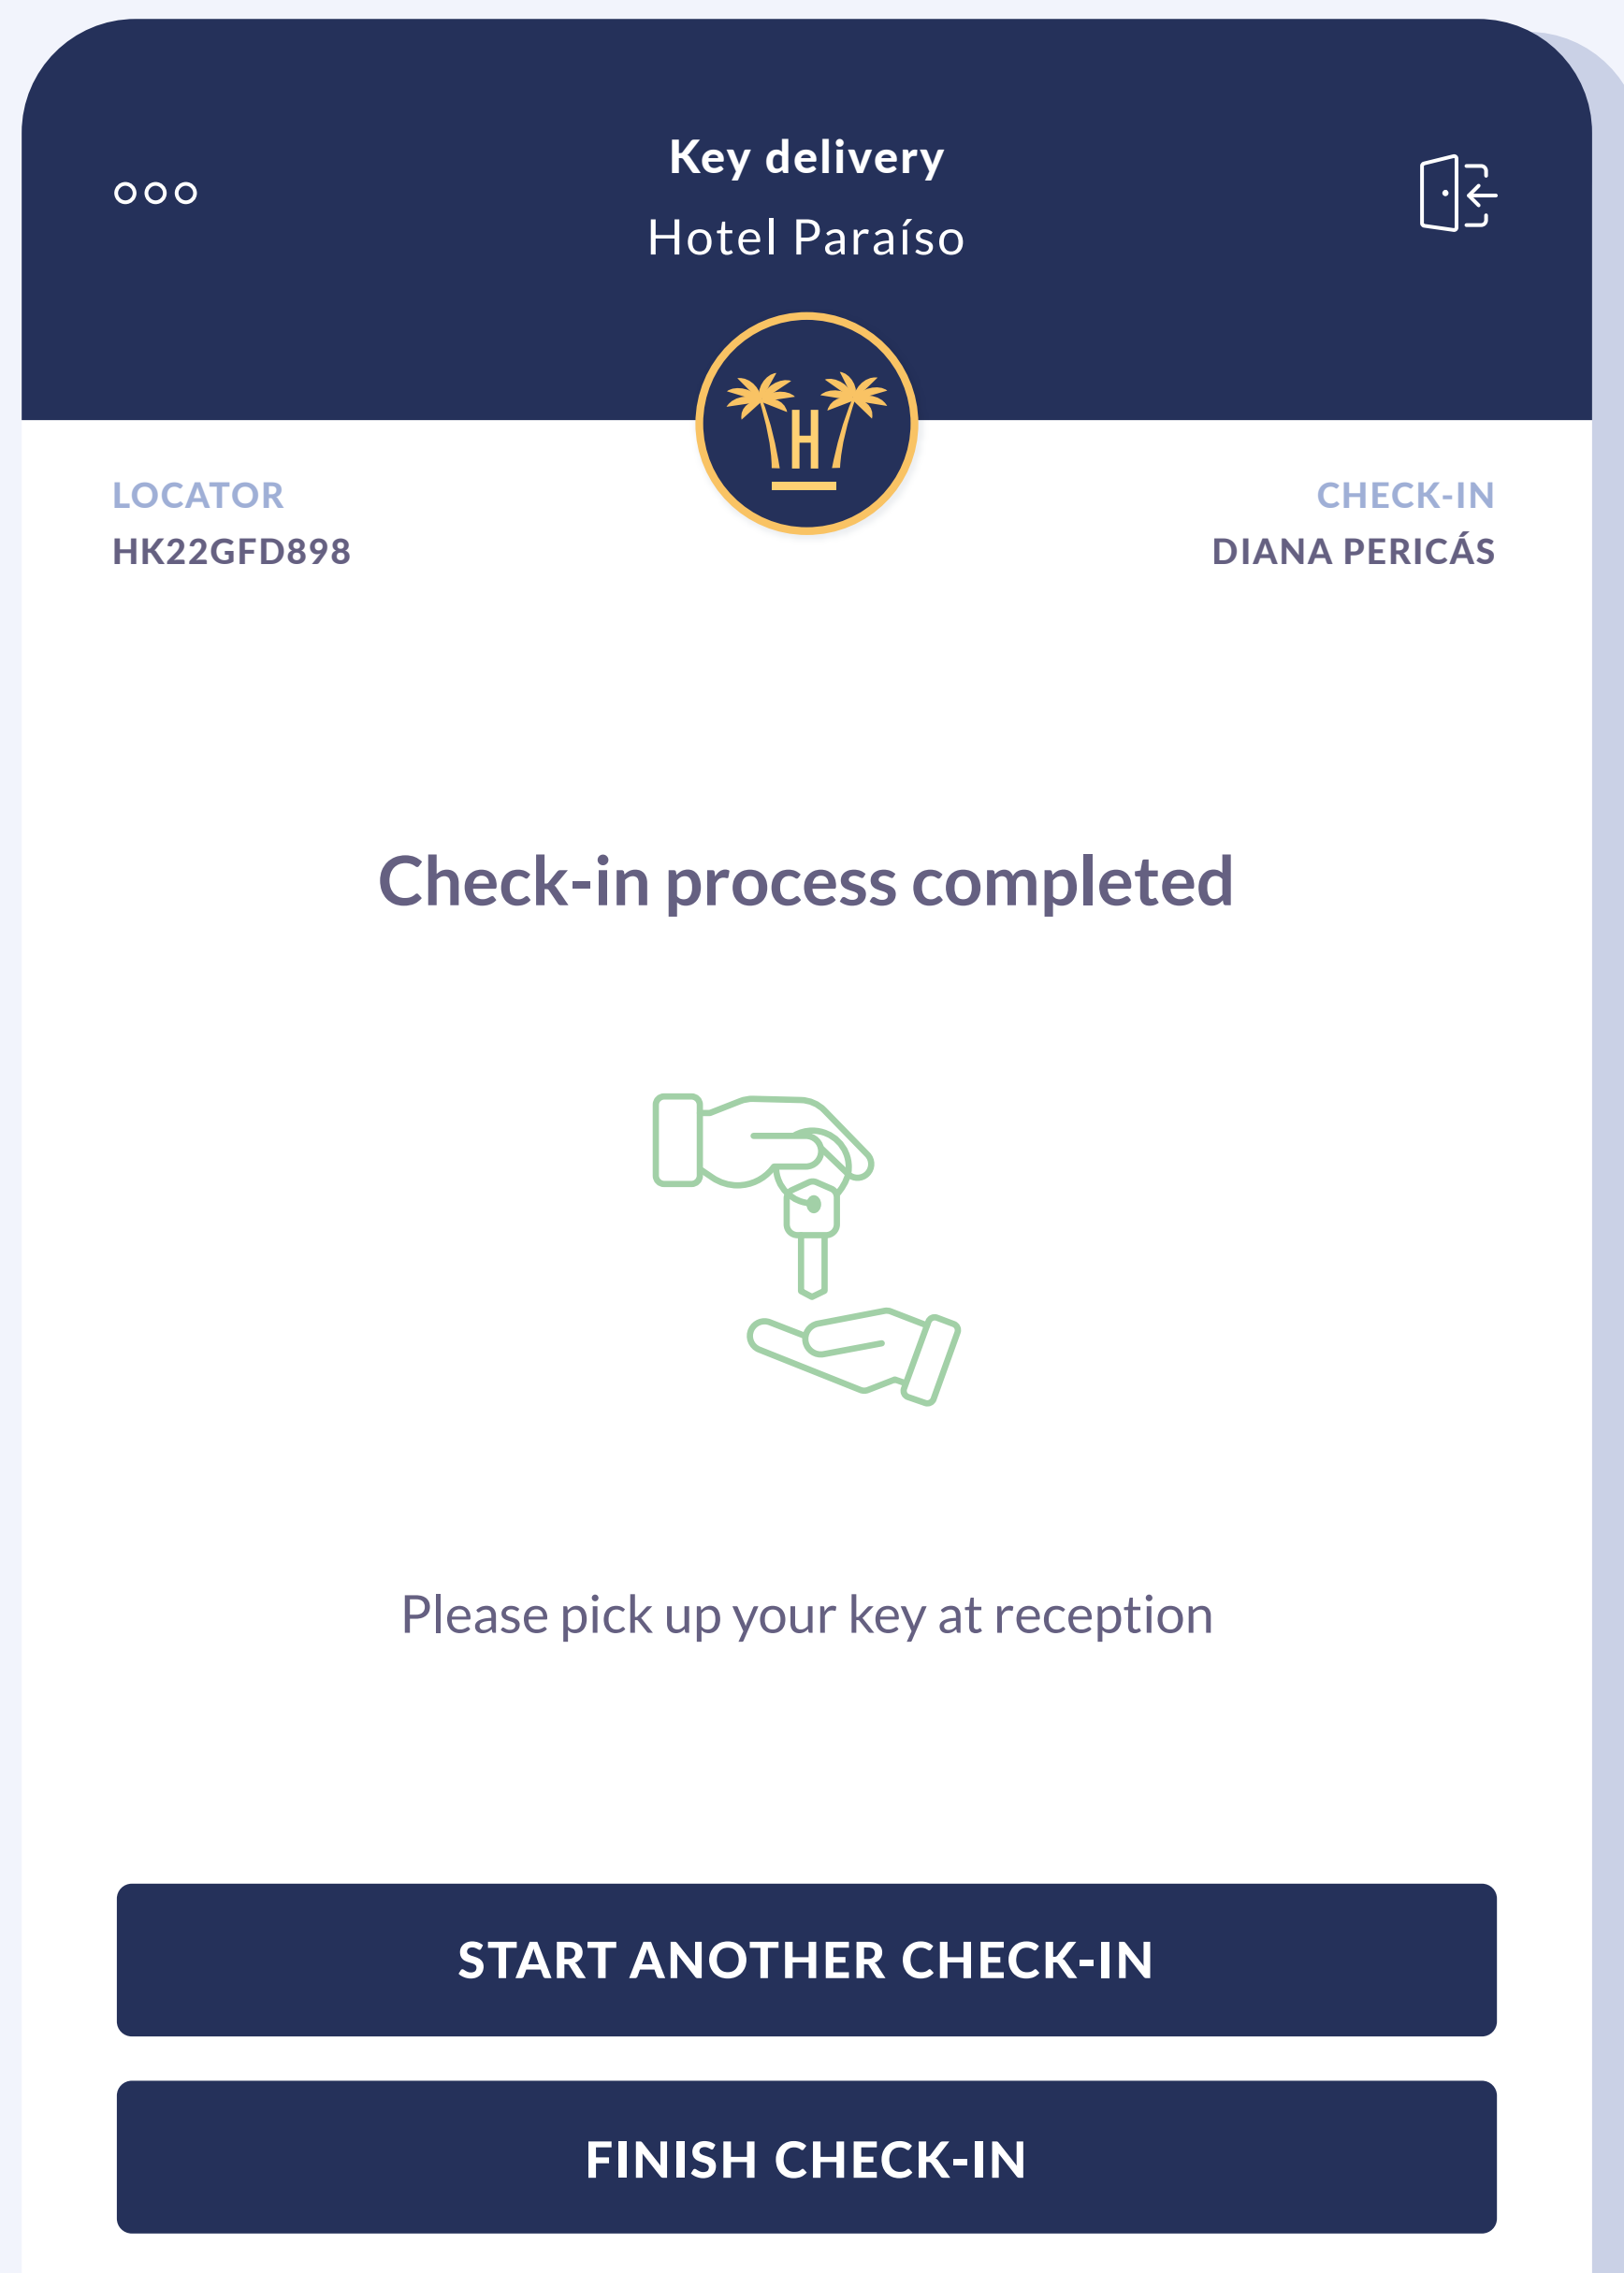 Key delivery
Hotel Paraíso
H
LOCATOR
HK22GFD898
CHECK-IN
DIANA PERICÁS
Check-in process completed
Please pick up your key at reception
START ANOTHER CHECK-IN
FINISH CHECK-IN